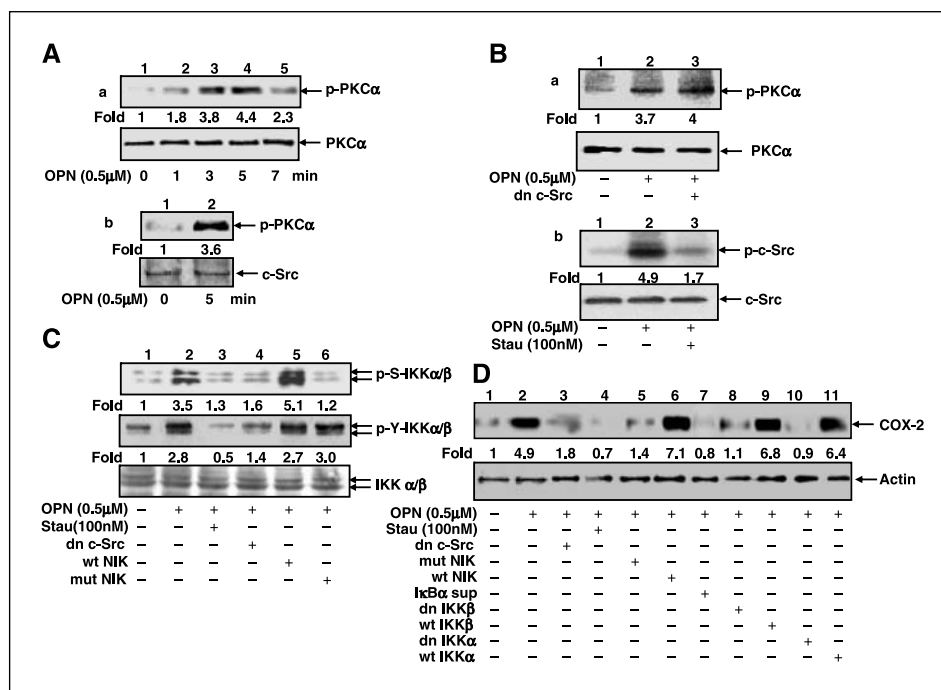 A
1 2 3 4 5
a
p-PKCα
Fold 1 1.8 3.8 4.4 2.3
PKCα
OPN (0.5µM) 0 1 3 5 7 min
1 2
b
p-PKCα
Fold 1 3.6
c-Src
OPN (0.5µM) 0 5 min
B
1 2 3
a
p-PKCα
Fold 1 3.7 4
PKCα
OPN (0.5µM) – + +
dn c-Src – – +
1 2 3
b
p-c-Src
Fold 1 4.9 1.7
c-Src
OPN (0.5µM) – + +
Stau (100nM) – – +
C
1 2 3 4 5 6
p-S-IKKα/β
Fold 1 3.5 1.3 1.6 5.1 1.2
p-Y-IKKα/β
Fold 1 2.8 0.5 1.4 2.7 3.0
IKK α/β
OPN (0.5µM) – + + + + +
Stau(100nM) – – + – – –
dn c-Src – – – + – –
wt NIK – – – – + –
mut NIK – – – – – +
D
1 2 3 4 5 6 7 8 9 10 11
COX-2
Fold 1 4.9 1.8 0.7 1.4 7.1 0.8 1.1 6.8 0.9 6.4
Actin
OPN (0.5µM) – + + + + + + + + + +
Stau (100nM) – – – + – – – – – – –
dn c-Src – – + – – – – – – – –
mut NIK – – – – + – – – – – –
wt NIK – – – – – + – – – – –
IκBα sup – – – – – – + – – – –
dn IKKβ – – – – – – – + – – –
wt IKKβ – – – – – – – – + – –
dn IKKα – – – – – – – – – + –
wt IKKα – – – – – – – – – – +